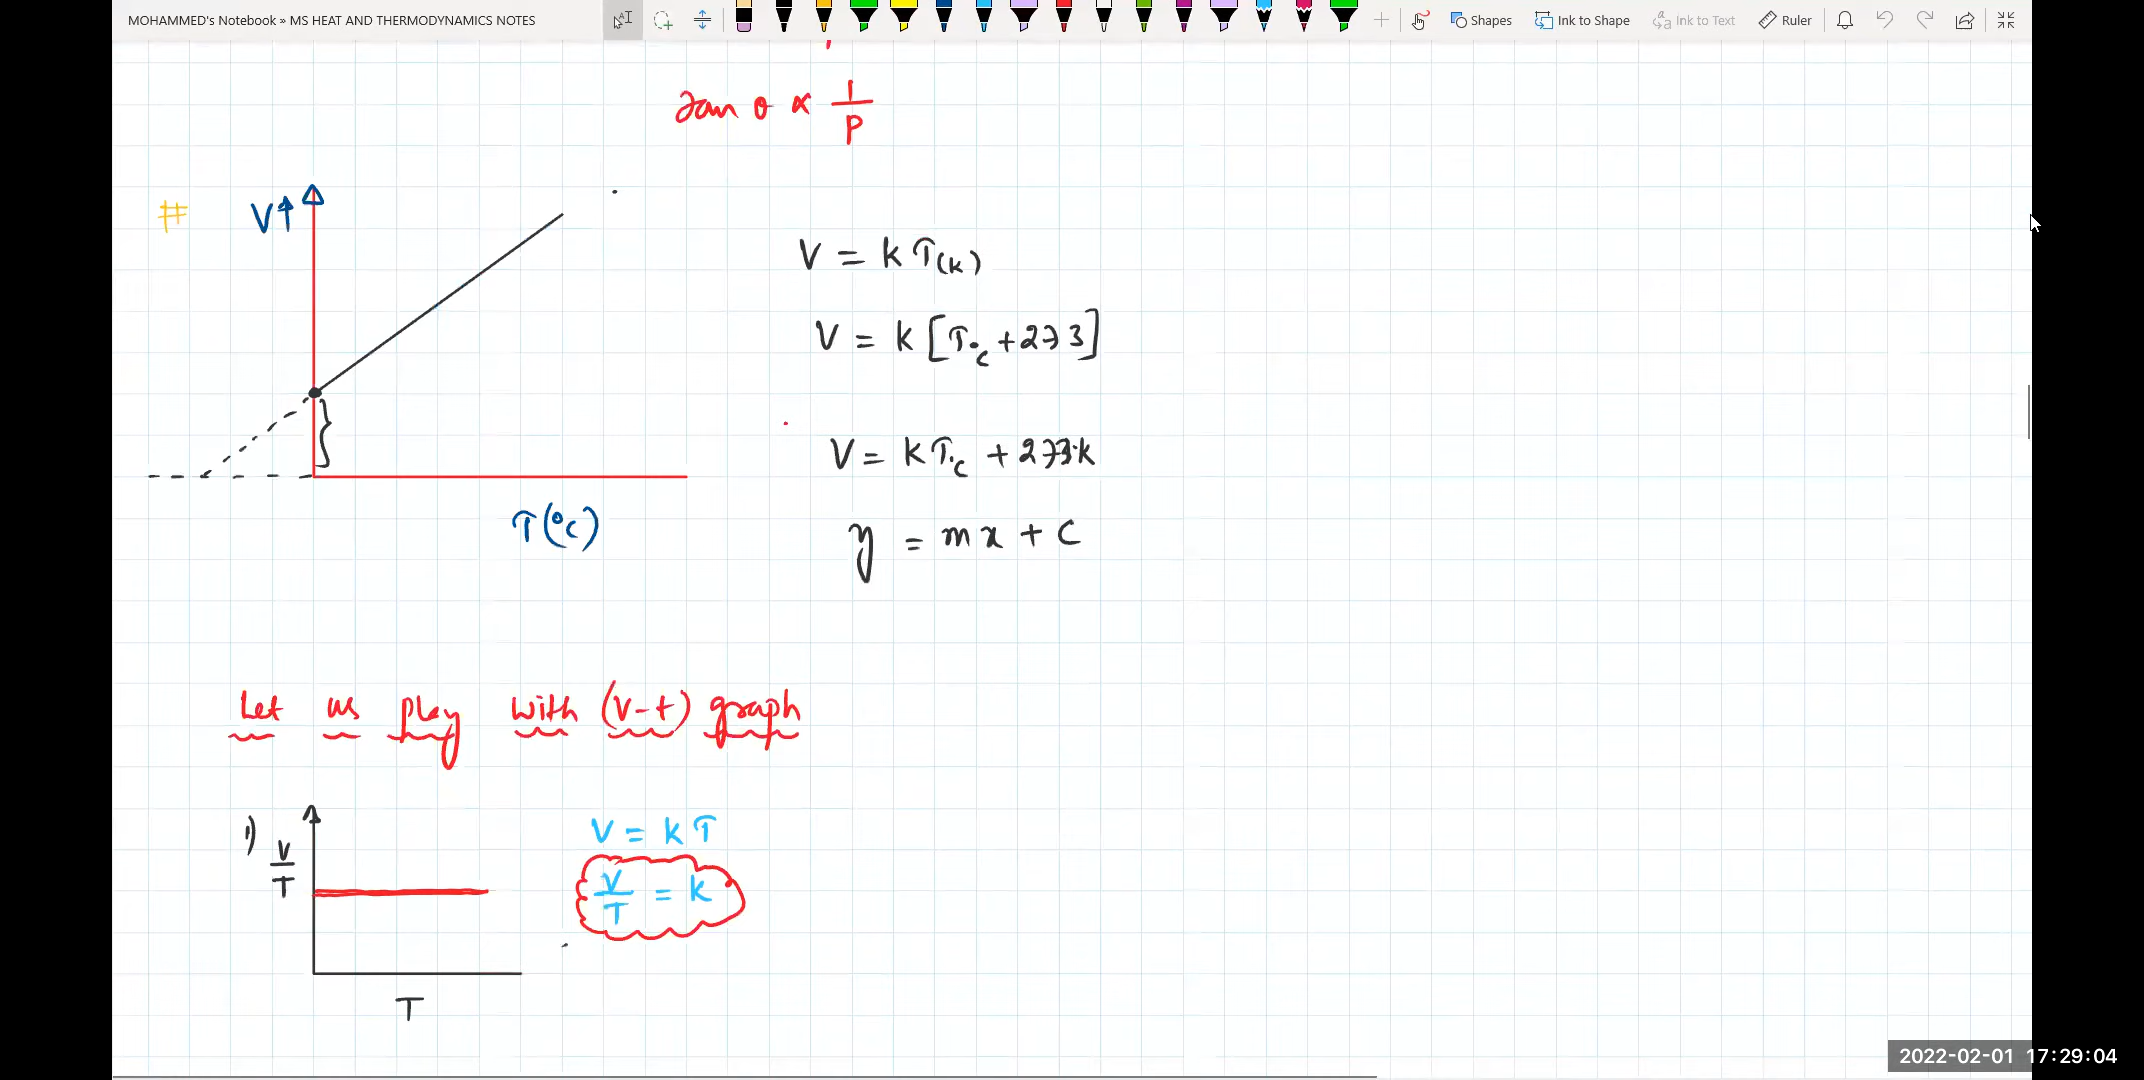 MOHAMMED's Notebook » MS HEAT AND THERMODYNAMICS NOTES
Shapes
Ink to Shape
Ink to Text
Ruler
tan θ ∝ 1/P
#
V↑
V = k T(k)
V = k [T°c + 273]
V = k T°c + 273·k
T(°c)
y = mx + c
Let us play with (v-t) graph
1)
V/T
V = k T
V/T = k
T
2022-02-01 17:29:04